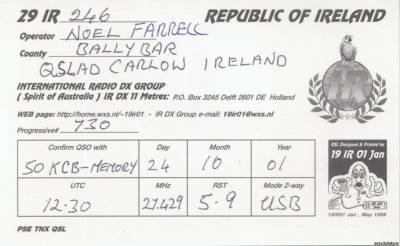 29 IR 246 REPUBLIC OF IRELAND
Operator NOEL FARRELL
County BALLYBAR
QSLAD CARLOW IRELAND
INTERNATIONAL RADIO DX GROUP
( Spirit of Australia ) IR DX 11 Metres: P.O. Box 3245 Delft 2601 DE Holland
WEB page: http://home.wxs.nl/~19ir01 - IR DX Group e-mail: 19ir01@wxs.nl
Progressive# 730
Confirm QSO with Day Month Year
50 KCB-MEMORY 24 10 01
UTC MHz RST Mode 2-way
12.30 27.429 5-9 USB
QSL Designed & Printed by
19 IR 01 Jan
19IR01 Jan, May 1998
PSE TNX QSL